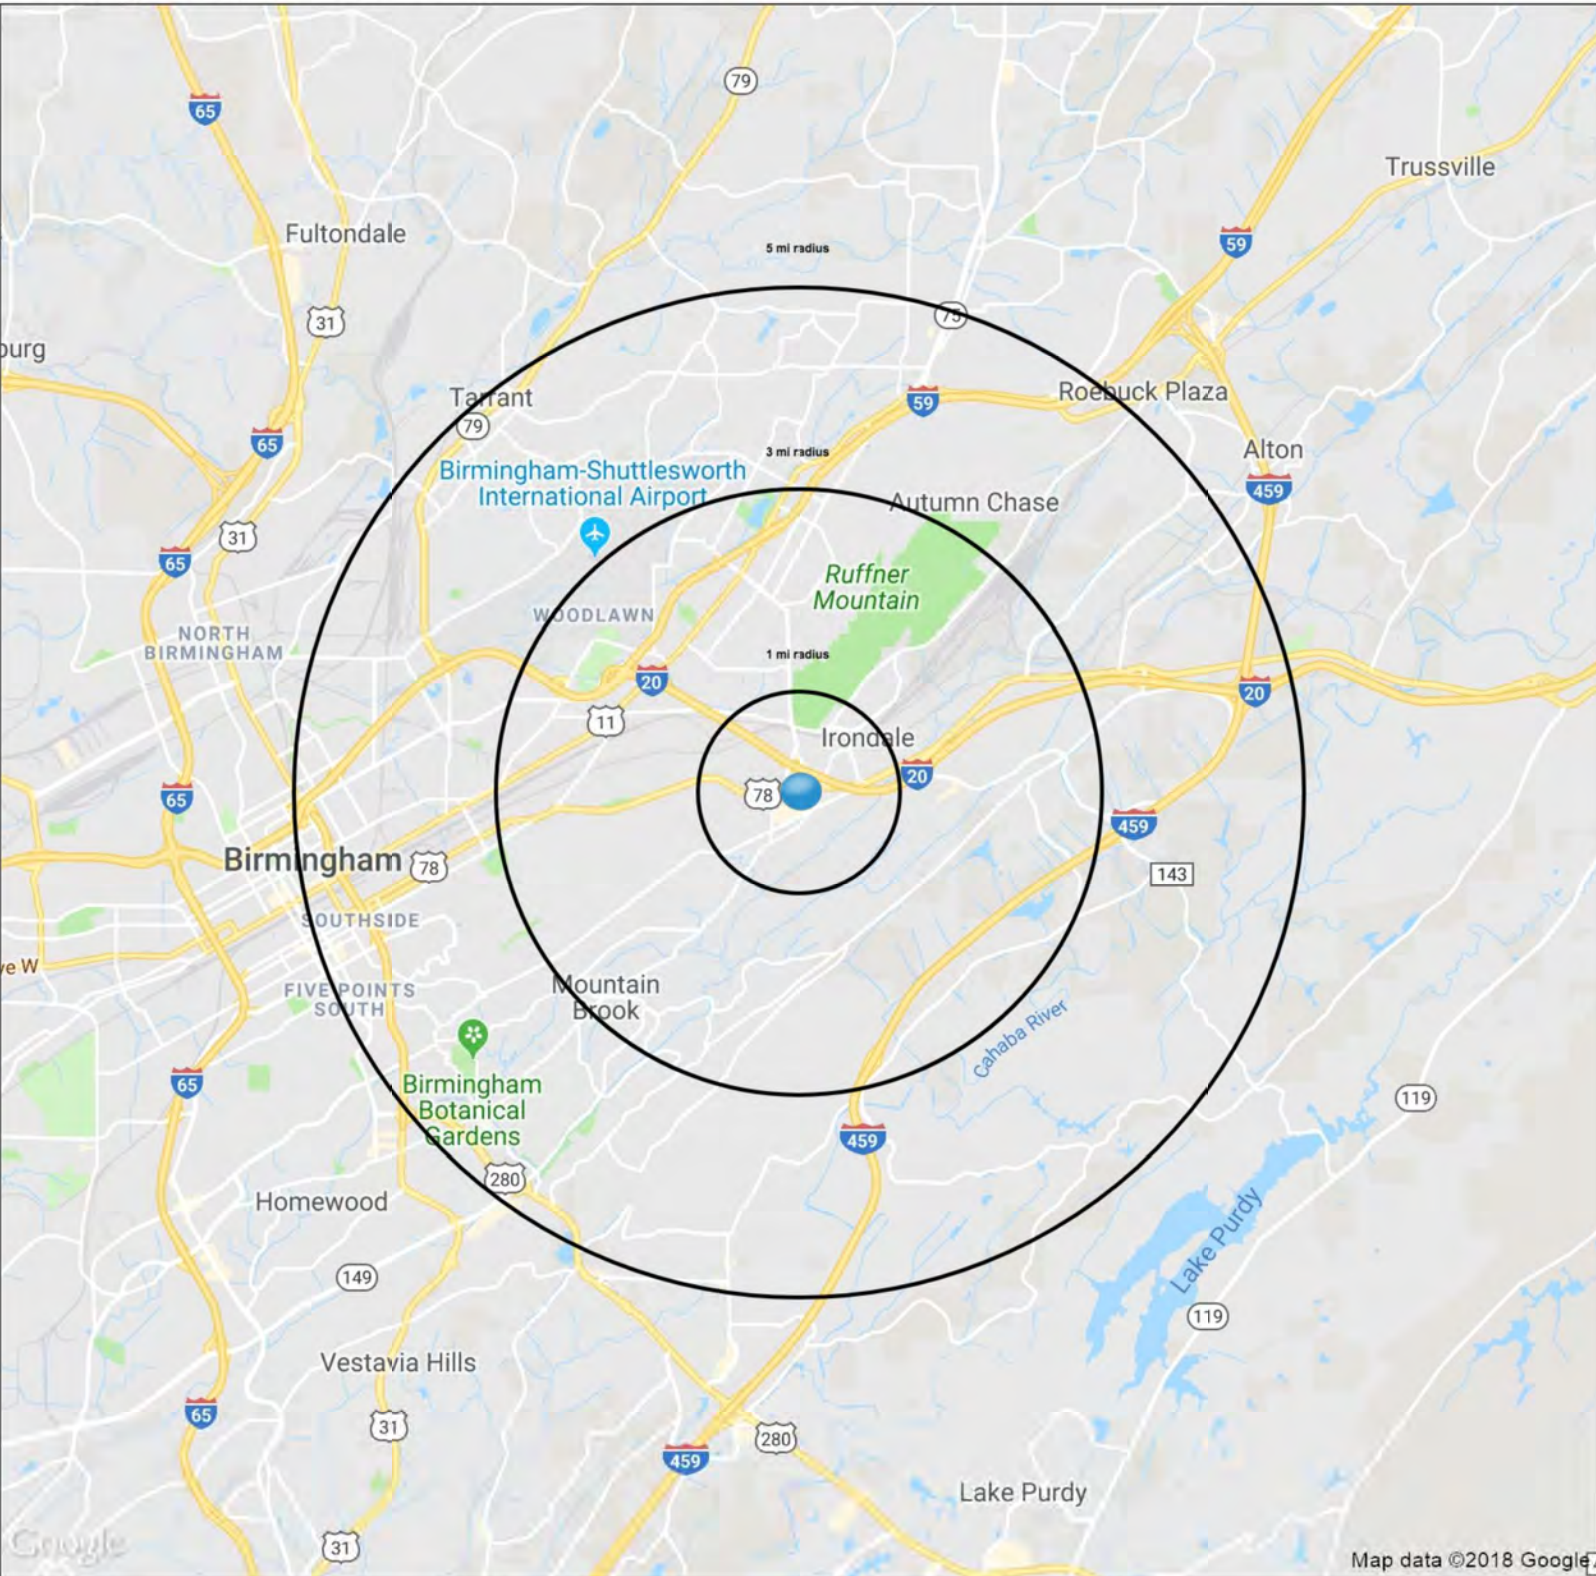 79
65
Trussville
Fultondale
59
5 mi radius
31
75
burg
Tarrant
Roebuck Plaza
59
79
65
3 mi radius
Alton
Birmingham-Shuttlesworth
International Airport
459
Autumn Chase
31
65
Ruffner
Mountain
WOODLAWN
NORTH
BIRMINGHAM
1 mi radius
20
20
11
Irondale
20
65
78
459
Birmingham
78
143
SOUTHSIDE
ve W
Mountain
Brook
FIVE POINTS
SOUTH
Cahaba River
65
Birmingham
Botanical
Gardens
119
459
280
Homewood
Lake Purdy
149
119
Vestavia Hills
65
31
280
459
Lake Purdy
Google
31
Map data ©2018 Google